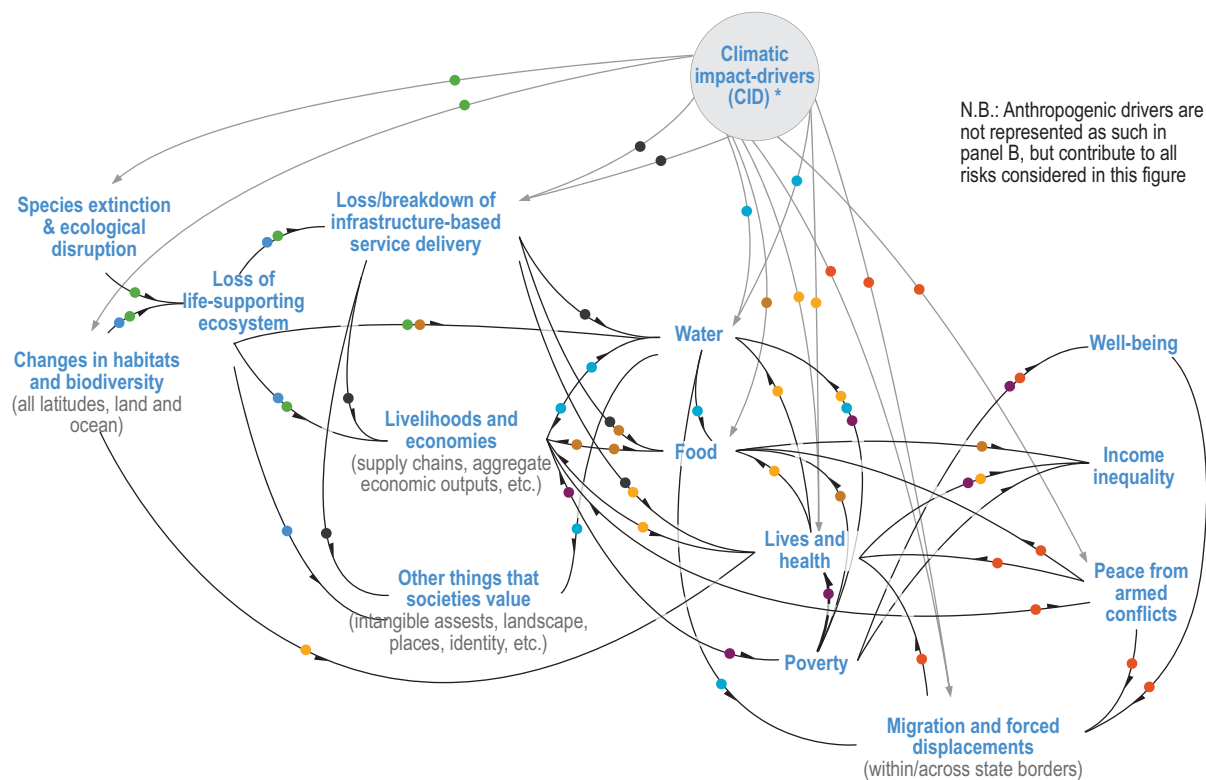 Climatic
impact-drivers
(CID) *
N.B.: Anthropogenic drivers are
not represented as such in
panel B, but contribute to all
risks considered in this figure
Species extinction
& ecological
disruption
Loss/breakdown of
infrastructure-based
service delivery
Loss of
life-supporting
ecosystem
Water
Well-being
Changes in habitats
and biodiversity
(all latitudes, land and
ocean)
Livelihoods and
economies
(supply chains, aggregate
economic outputs, etc.)
Food
Income
inequality
Lives and
health
Other things that
societies value
(intangible assests, landscape,
places, identity, etc.)
Peace from
armed
conflicts
Poverty
Migration and forced
displacements
(within/across state borders)